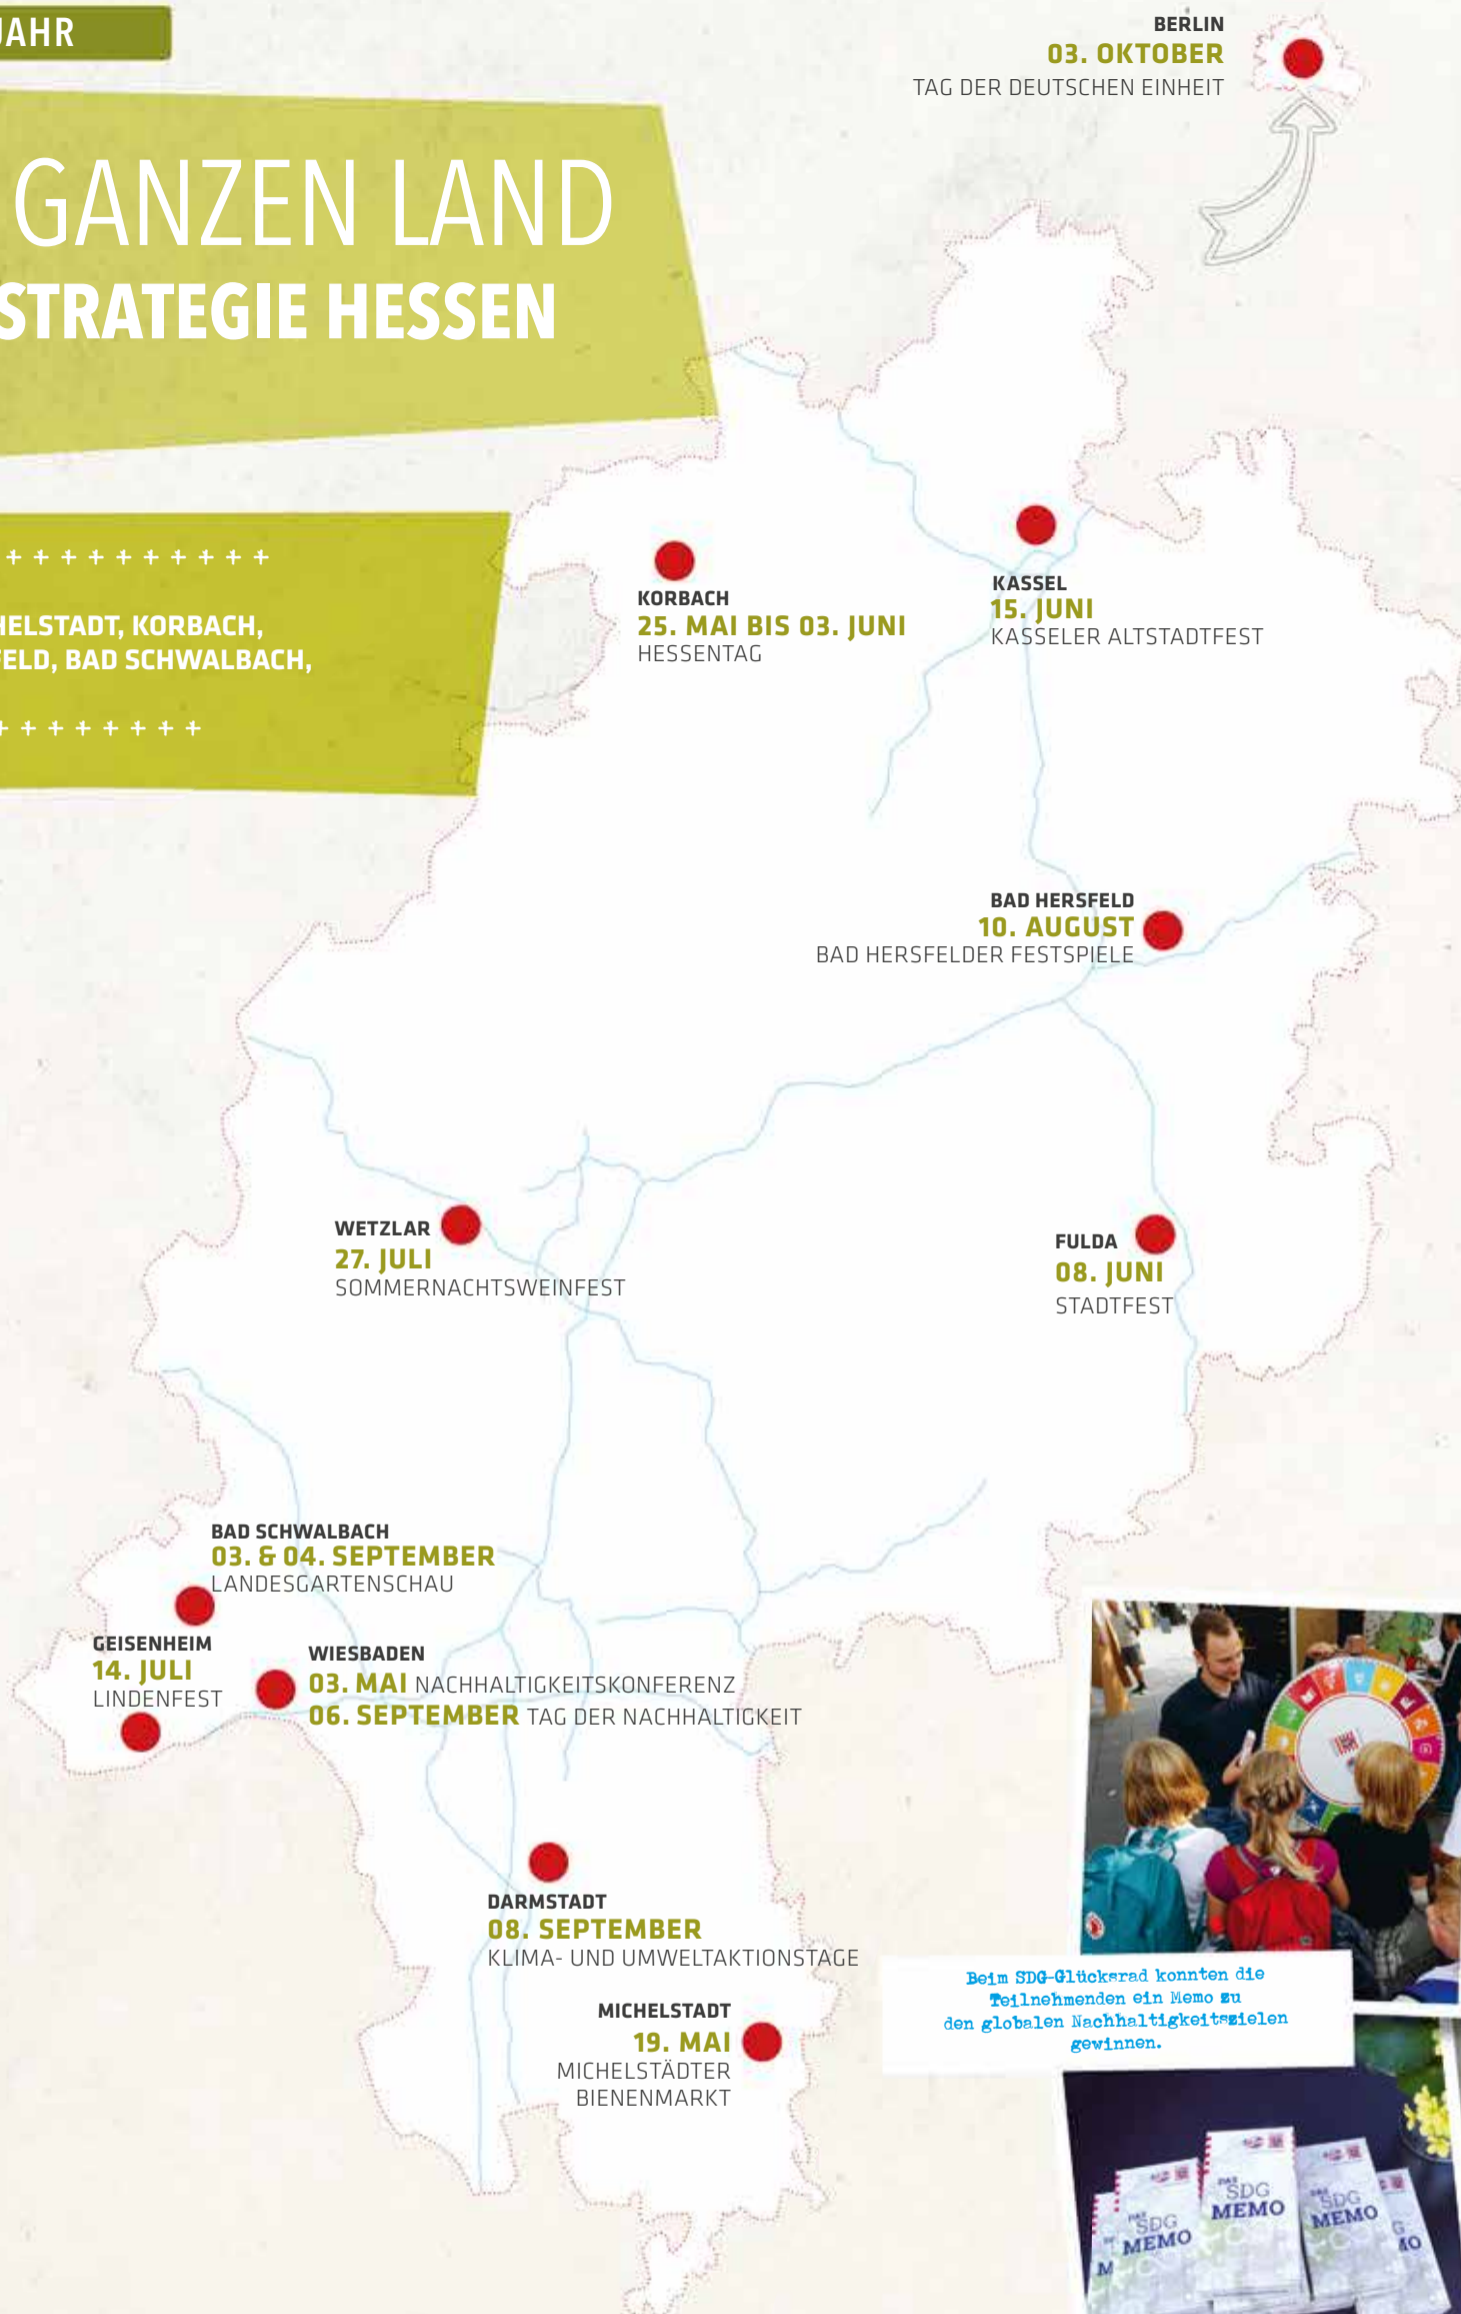 JAHR
GANZEN LAND
STRATEGIE HESSEN
+ + + + + + + + + +
HELSTADT, KORBACH,
FELD, BAD SCHWALBACH,
+ + + + + + + +
BERLIN
03. OKTOBER
TAG DER DEUTSCHEN EINHEIT
KORBACH
25. MAI BIS 03. JUNI
HESSENTAG
KASSEL
15. JUNI
KASSELER ALTSTADTFEST
BAD HERSFELD
10. AUGUST
BAD HERSFELDER FESTSPIELE
WETZLAR
27. JULI
SOMMERNACHTSWEINFEST
FULDA
08. JUNI
STADTFEST
BAD SCHWALBACH
03. & 04. SEPTEMBER
LANDESGARTENSCHAU
GEISENHEIM
14. JULI
LINDENFEST
WIESBADEN
03. MAI NACHHALTIGKEITSKONFERENZ
06. SEPTEMBER TAG DER NACHHALTIGKEIT
DARMSTADT
08. SEPTEMBER
KLIMA- UND UMWELTAKTIONSTAGE
MICHELSTADT
19. MAI
MICHELSTÄDTER
BIENENMARKT
Beim SDG-Glücksrad konnten die
Teilnehmenden ein Memo zu
den globalen Nachhaltigkeitszielen
gewinnen.
DAS
SDG
MEMO
DAS
SDG
MEMO
DAS
SDG
MEMO